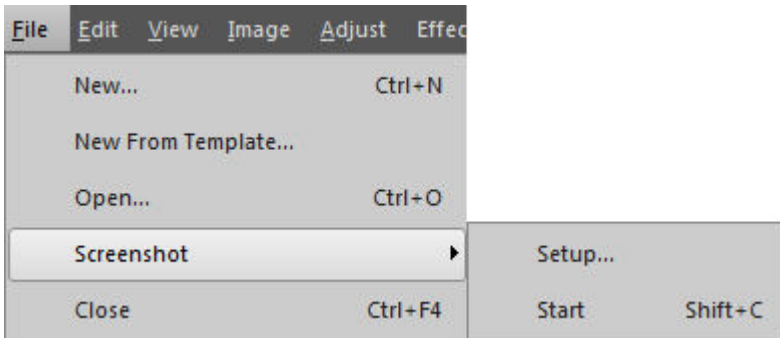 File Edit View Image Adjust Effec
New... Ctrl+N
New From Template...
Open... Ctrl+O
Screenshot
Setup...
Close Ctrl+F4
Start Shift+C